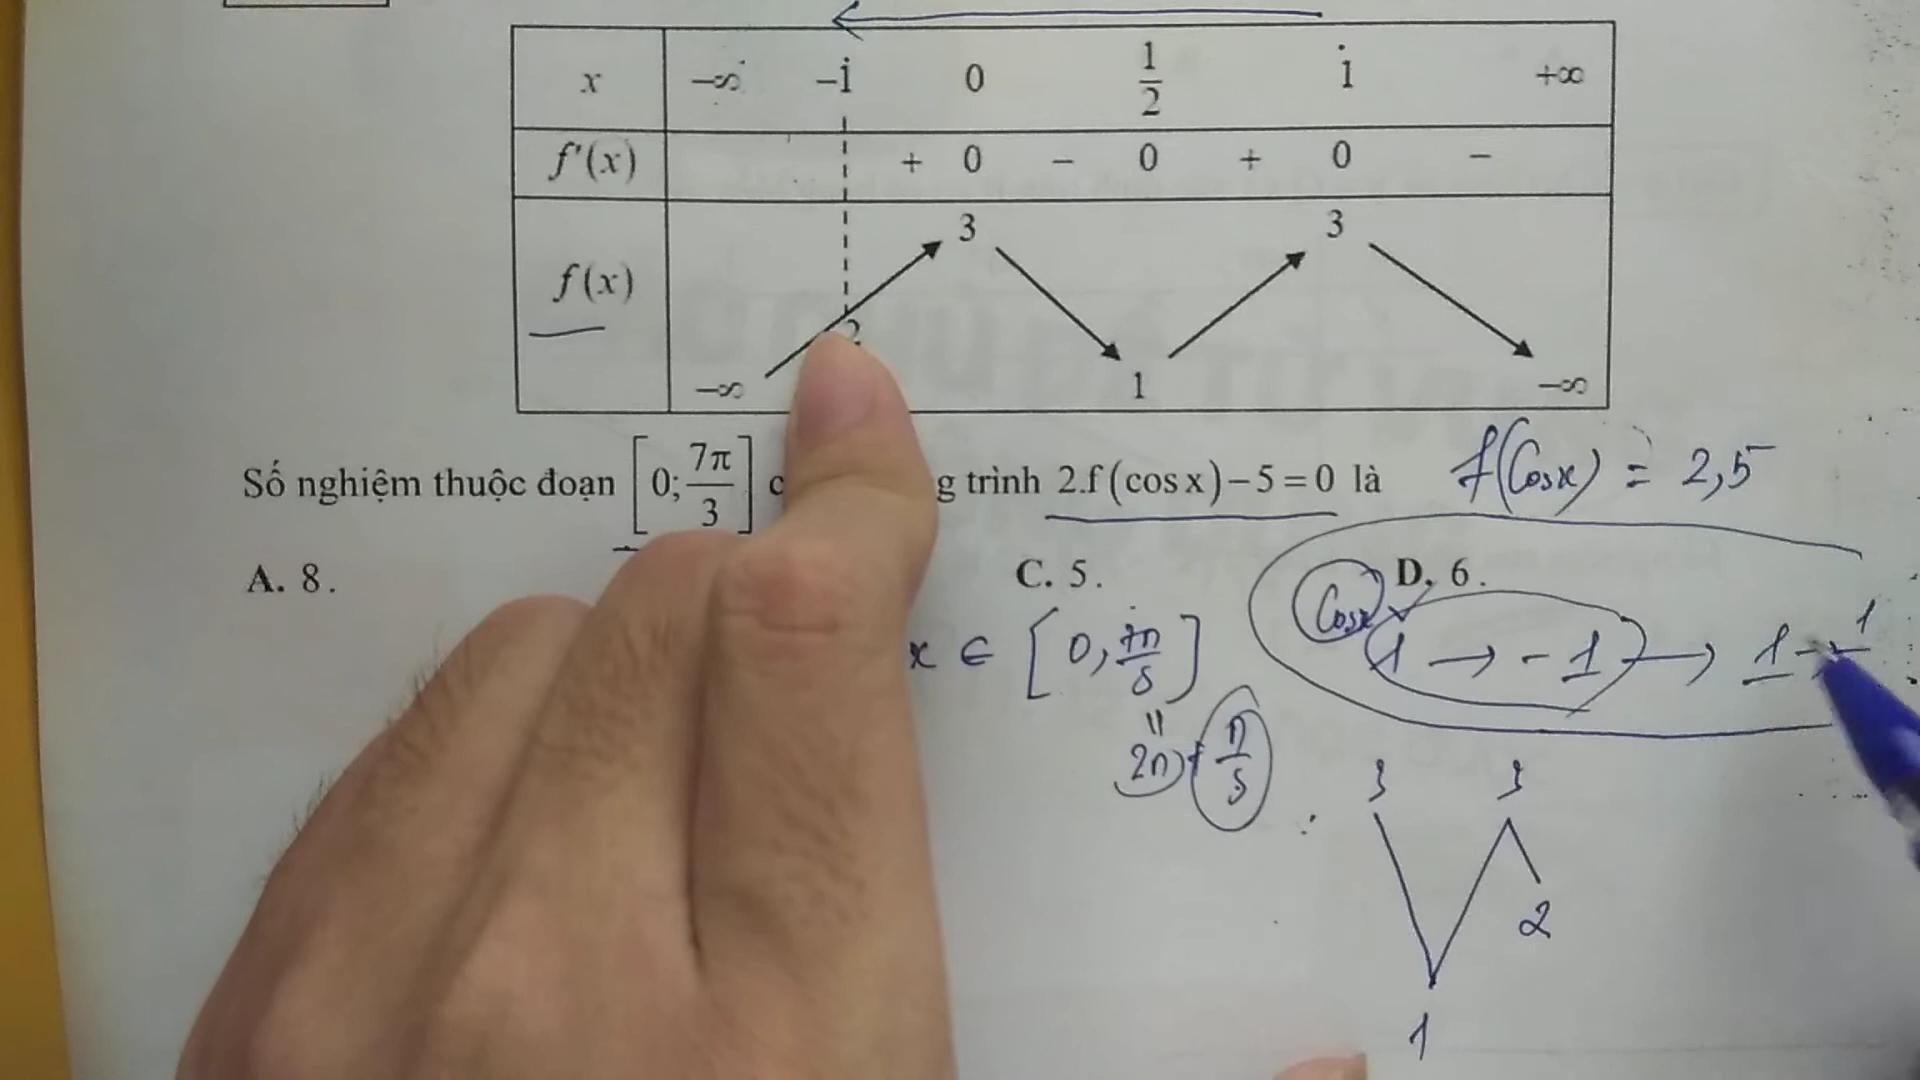 x −∞ −1 0 1/2 1 +∞
f'(x) + 0 − 0 + 0 −
f(x) −∞ 2 3 1 3 −∞
Số nghiệm thuộc đoạn [0; 7π/3] g trình 2.f(cos x) − 5 = 0 là
f(Cosx) = 2,5
A. 8. C. 5. D. 6.
Cosx
x ∈ [0, 7π/3] 1 → -1 → 1 →
2π + π/3
3 3
2
1